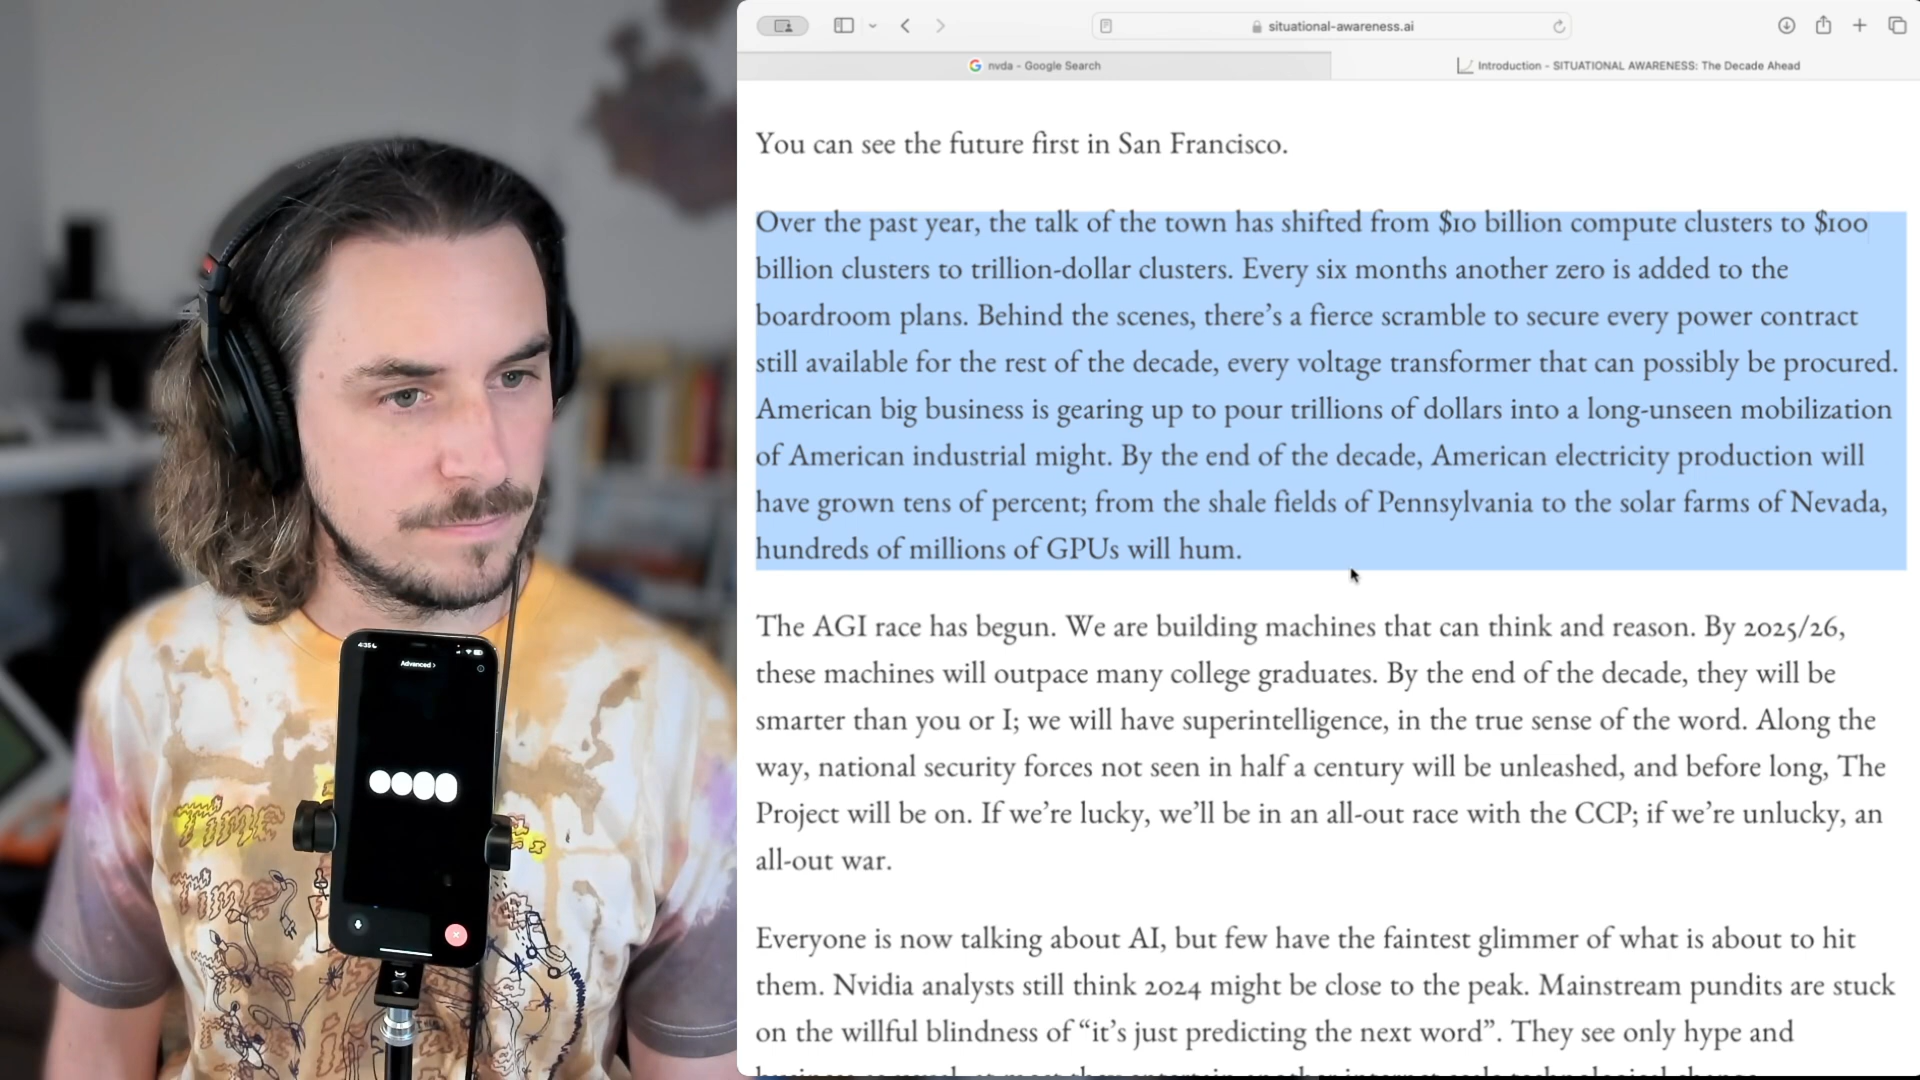 situational-awareness.ai
nvda - Google Search
Introduction - SITUATIONAL AWARENESS: The Decade Ahead
You can see the future first in San Francisco.
Over the past year, the talk of the town has shifted from $10 billion compute clusters to $100
billion clusters to trillion-dollar clusters. Every six months another zero is added to the
boardroom plans. Behind the scenes, there’s a fierce scramble to secure every power contract
still available for the rest of the decade, every voltage transformer that can possibly be procured.
American big business is gearing up to pour trillions of dollars into a long-unseen mobilization
of American industrial might. By the end of the decade, American electricity production will
have grown tens of percent; from the shale fields of Pennsylvania to the solar farms of Nevada,
hundreds of millions of GPUs will hum.
The AGI race has begun. We are building machines that can think and reason. By 2025/26,
these machines will outpace many college graduates. By the end of the decade, they will be
smarter than you or I; we will have superintelligence, in the true sense of the word. Along the
way, national security forces not seen in half a century will be unleashed, and before long, The
Project will be on. If we’re lucky, we’ll be in an all-out race with the CCP; if we’re unlucky, an
all-out war.
Everyone is now talking about AI, but few have the faintest glimmer of what is about to hit
them. Nvidia analysts still think 2024 might be close to the peak. Mainstream pundits are stuck
on the willful blindness of “it’s just predicting the next word”. They see only hype and
4:35
Advanced >
TIME
TIME